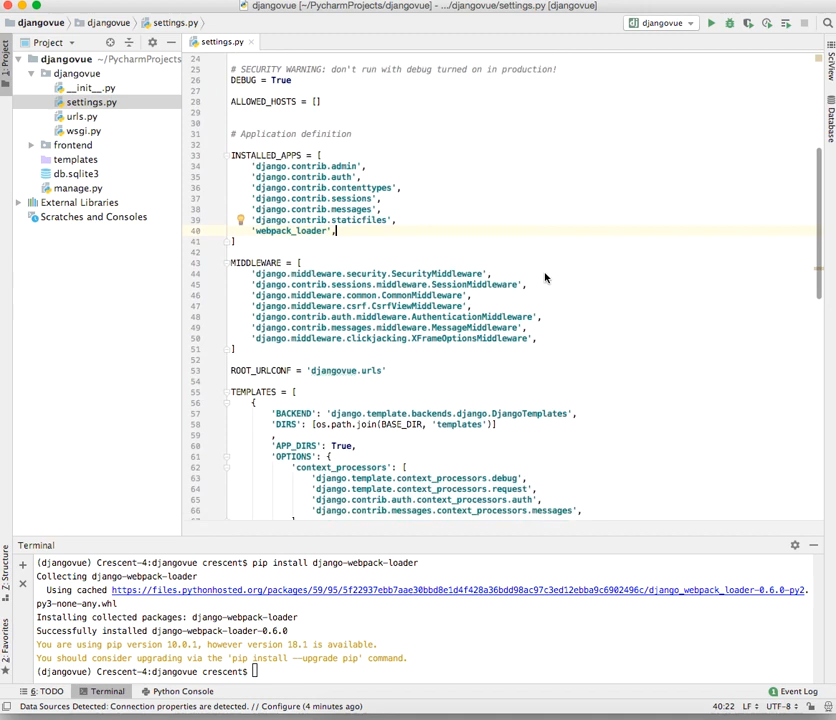 djangovue [~/PycharmProjects/djangovue] - .../djangovue/settings.py [djangovue]
djangovue djangovue settings.py djangovue
Project settings.py
1: Project
djangovue ~/PycharmProjects
djangovue
__init__.py
settings.py
urls.py
wsgi.py
frontend
templates
db.sqlite3
manage.py
External Libraries
Scratches and Consoles
SciView
Database
24
25 # SECURITY WARNING: don't run with debug turned on in production!
26 DEBUG = True
27
28 ALLOWED_HOSTS = []
29
30
31 # Application definition
32
33 INSTALLED_APPS = [
34 'django.contrib.admin',
35 'django.contrib.auth',
36 'django.contrib.contenttypes',
37 'django.contrib.sessions',
38 'django.contrib.messages',
39 'django.contrib.staticfiles',
40 'webpack_loader',
41 ]
42
43 MIDDLEWARE = [
44 'django.middleware.security.SecurityMiddleware',
45 'django.contrib.sessions.middleware.SessionMiddleware',
46 'django.middleware.common.CommonMiddleware',
47 'django.middleware.csrf.CsrfViewMiddleware',
48 'django.contrib.auth.middleware.AuthenticationMiddleware',
49 'django.contrib.messages.middleware.MessageMiddleware',
50 'django.middleware.clickjacking.XFrameOptionsMiddleware',
51 ]
52
53 ROOT_URLCONF = 'djangovue.urls'
54
55 TEMPLATES = [
56 {
57 'BACKEND': 'django.template.backends.django.DjangoTemplates',
58 'DIRS': [os.path.join(BASE_DIR, 'templates')]
59 ,
60 'APP_DIRS': True,
61 'OPTIONS': {
62 'context_processors': [
63 'django.template.context_processors.debug',
64 'django.template.context_processors.request',
65 'django.contrib.auth.context_processors.auth',
66 'django.contrib.messages.context_processors.messages',
Terminal
7: Structure
2: Favorites
(djangovue) Crescent-4:djangovue crescent$ pip install django-webpack-loader
Collecting django-webpack-loader
Using cached https://files.pythonhosted.org/packages/59/95/5f22937ebb7aae30bbd8e1d4f428a36bdd98ac97c3ed12ebba9c6902496c/django_webpack_loader-0.6.0-py2.
py3-none-any.whl
Installing collected packages: django-webpack-loader
Successfully installed django-webpack-loader-0.6.0
You are using pip version 10.0.1, however version 18.1 is available.
You should consider upgrading via the 'pip install --upgrade pip' command.
(djangovue) Crescent-4:djangovue crescent$
6: TODO Terminal Python Console Event Log
Data Sources Detected: Connection properties are detected. // Configure (4 minutes ago) 40:22 LF UTF-8